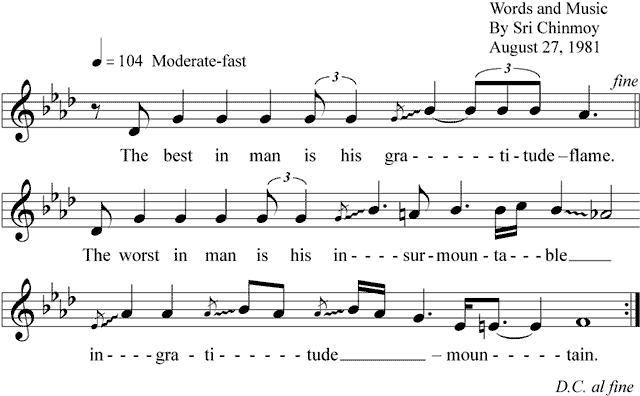 Words and Music
By Sri Chinmoy
August 27, 1981
♩ = 104 Moderate-fast
3 3 fine
The best in man is his gra - - - - - - ti - tude – flame.
3
The worst in man is his in - - - - sur - moun - ta - - - ble____
in - - - - gra - ti - - - - - - tude ____________ – moun - - - - - tain.
D.C. al fine